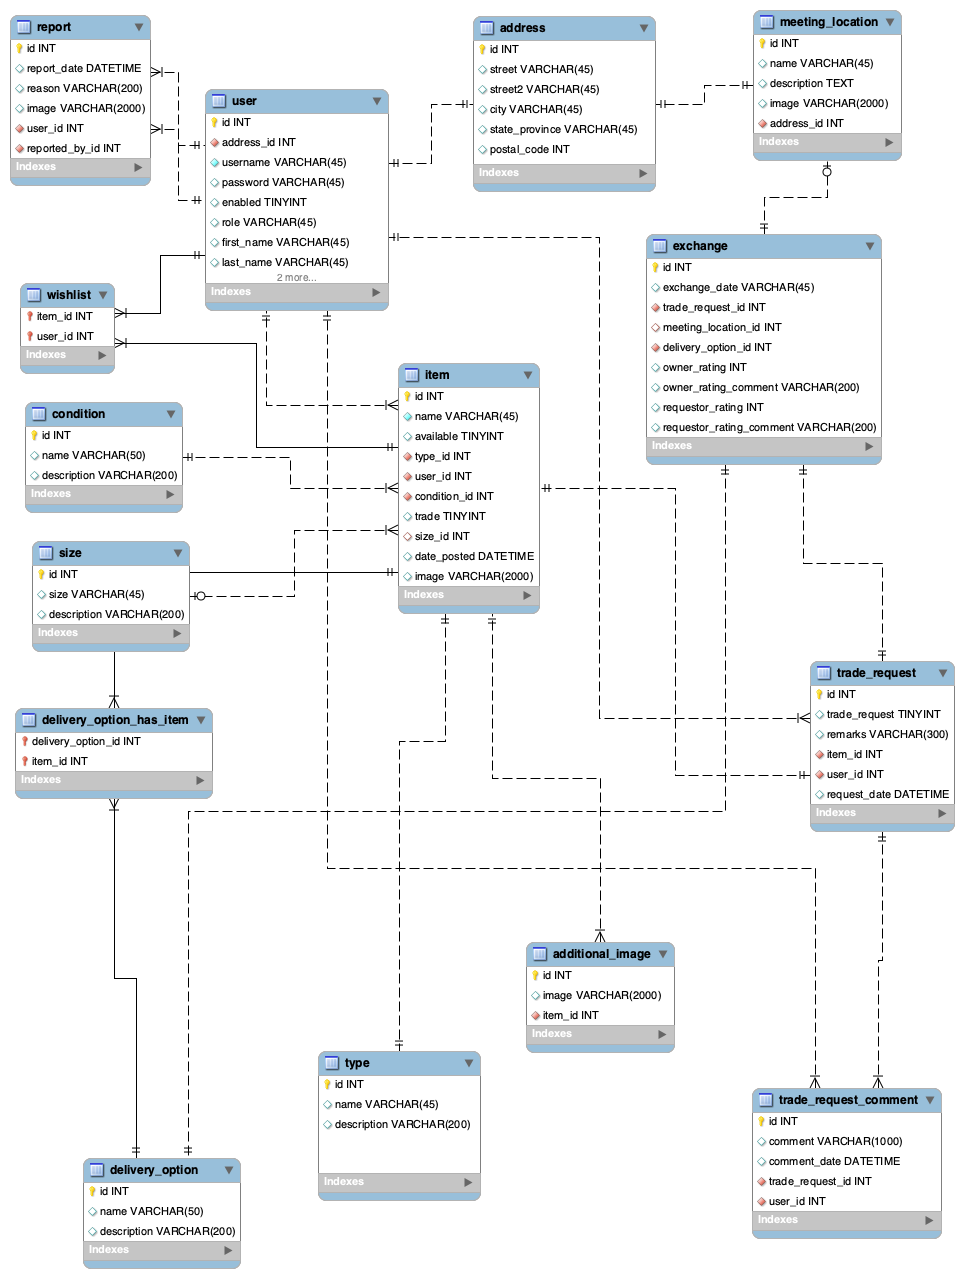 report
id INT
report_date DATETIME
reason VARCHAR(200)
image VARCHAR(2000)
user_id INT
reported_by_id INT
Indexes
user
id INT
address_id INT
username VARCHAR(45)
password VARCHAR(45)
enabled TINYINT
role VARCHAR(45)
first_name VARCHAR(45)
last_name VARCHAR(45)
2 more...
Indexes
address
id INT
street VARCHAR(45)
street2 VARCHAR(45)
city VARCHAR(45)
state_province VARCHAR(45)
postal_code INT
Indexes
meeting_location
id INT
name VARCHAR(45)
description TEXT
image VARCHAR(2000)
address_id INT
Indexes
exchange
id INT
exchange_date VARCHAR(45)
trade_request_id INT
meeting_location_id INT
delivery_option_id INT
owner_rating INT
owner_rating_comment VARCHAR(200)
requestor_rating INT
requestor_rating_comment VARCHAR(200)
Indexes
wishlist
item_id INT
user_id INT
Indexes
condition
id INT
name VARCHAR(50)
description VARCHAR(200)
Indexes
item
id INT
name VARCHAR(45)
available TINYINT
type_id INT
user_id INT
condition_id INT
trade TINYINT
size_id INT
date_posted DATETIME
image VARCHAR(2000)
Indexes
size
id INT
size VARCHAR(45)
description VARCHAR(200)
Indexes
delivery_option_has_item
delivery_option_id INT
item_id INT
Indexes
trade_request
id INT
trade_request TINYINT
remarks VARCHAR(300)
item_id INT
user_id INT
request_date DATETIME
Indexes
additional_image
id INT
image VARCHAR(2000)
item_id INT
Indexes
type
id INT
name VARCHAR(45)
description VARCHAR(200)
Indexes
trade_request_comment
id INT
comment VARCHAR(1000)
comment_date DATETIME
trade_request_id INT
user_id INT
Indexes
delivery_option
id INT
name VARCHAR(50)
description VARCHAR(200)
Indexes